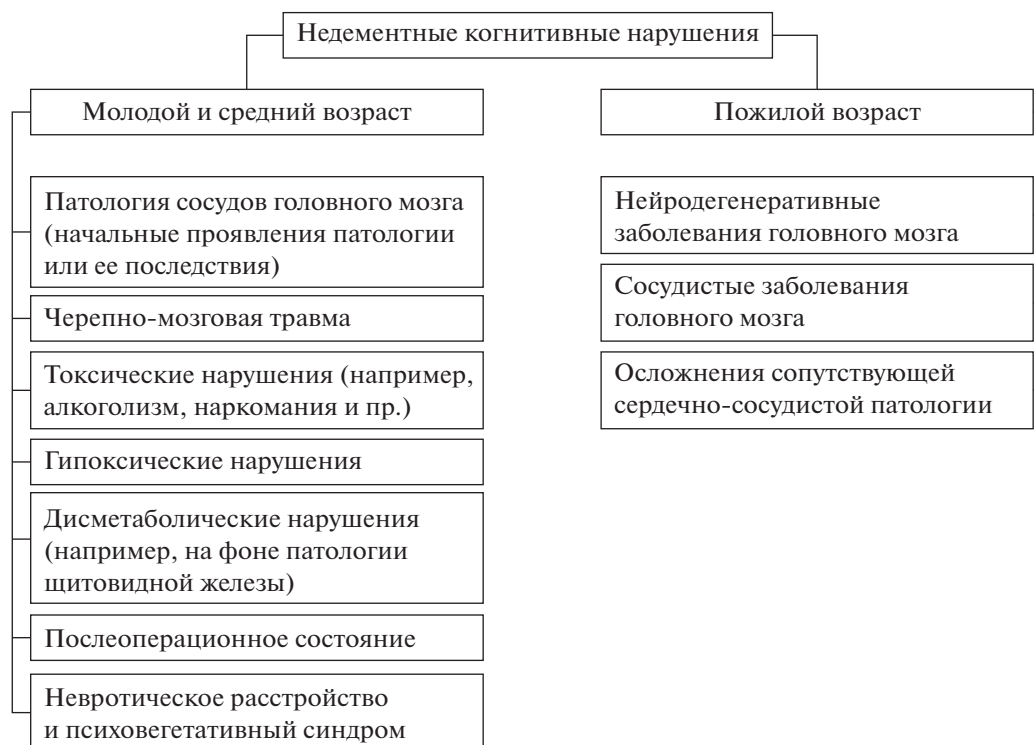 Недементные когнитивные нарушения
Молодой и средний возраст
Патология сосудов головного мозга
(начальные проявления патологии
или ее последствия)
Черепно-мозговая травма
Токсические нарушения (например,
алкоголизм, наркомания и пр.)
Гипоксические нарушения
Дисметаболические нарушения
(например, на фоне патологии
щитовидной железы)
Послеоперационное состояние
Невротическое расстройство
и психовегетативный синдром
Пожилой возраст
Нейродегенеративные
заболевания головного мозга
Сосудистые заболевания
головного мозга
Осложнения сопутствующей
сердечно-сосудистой патологии